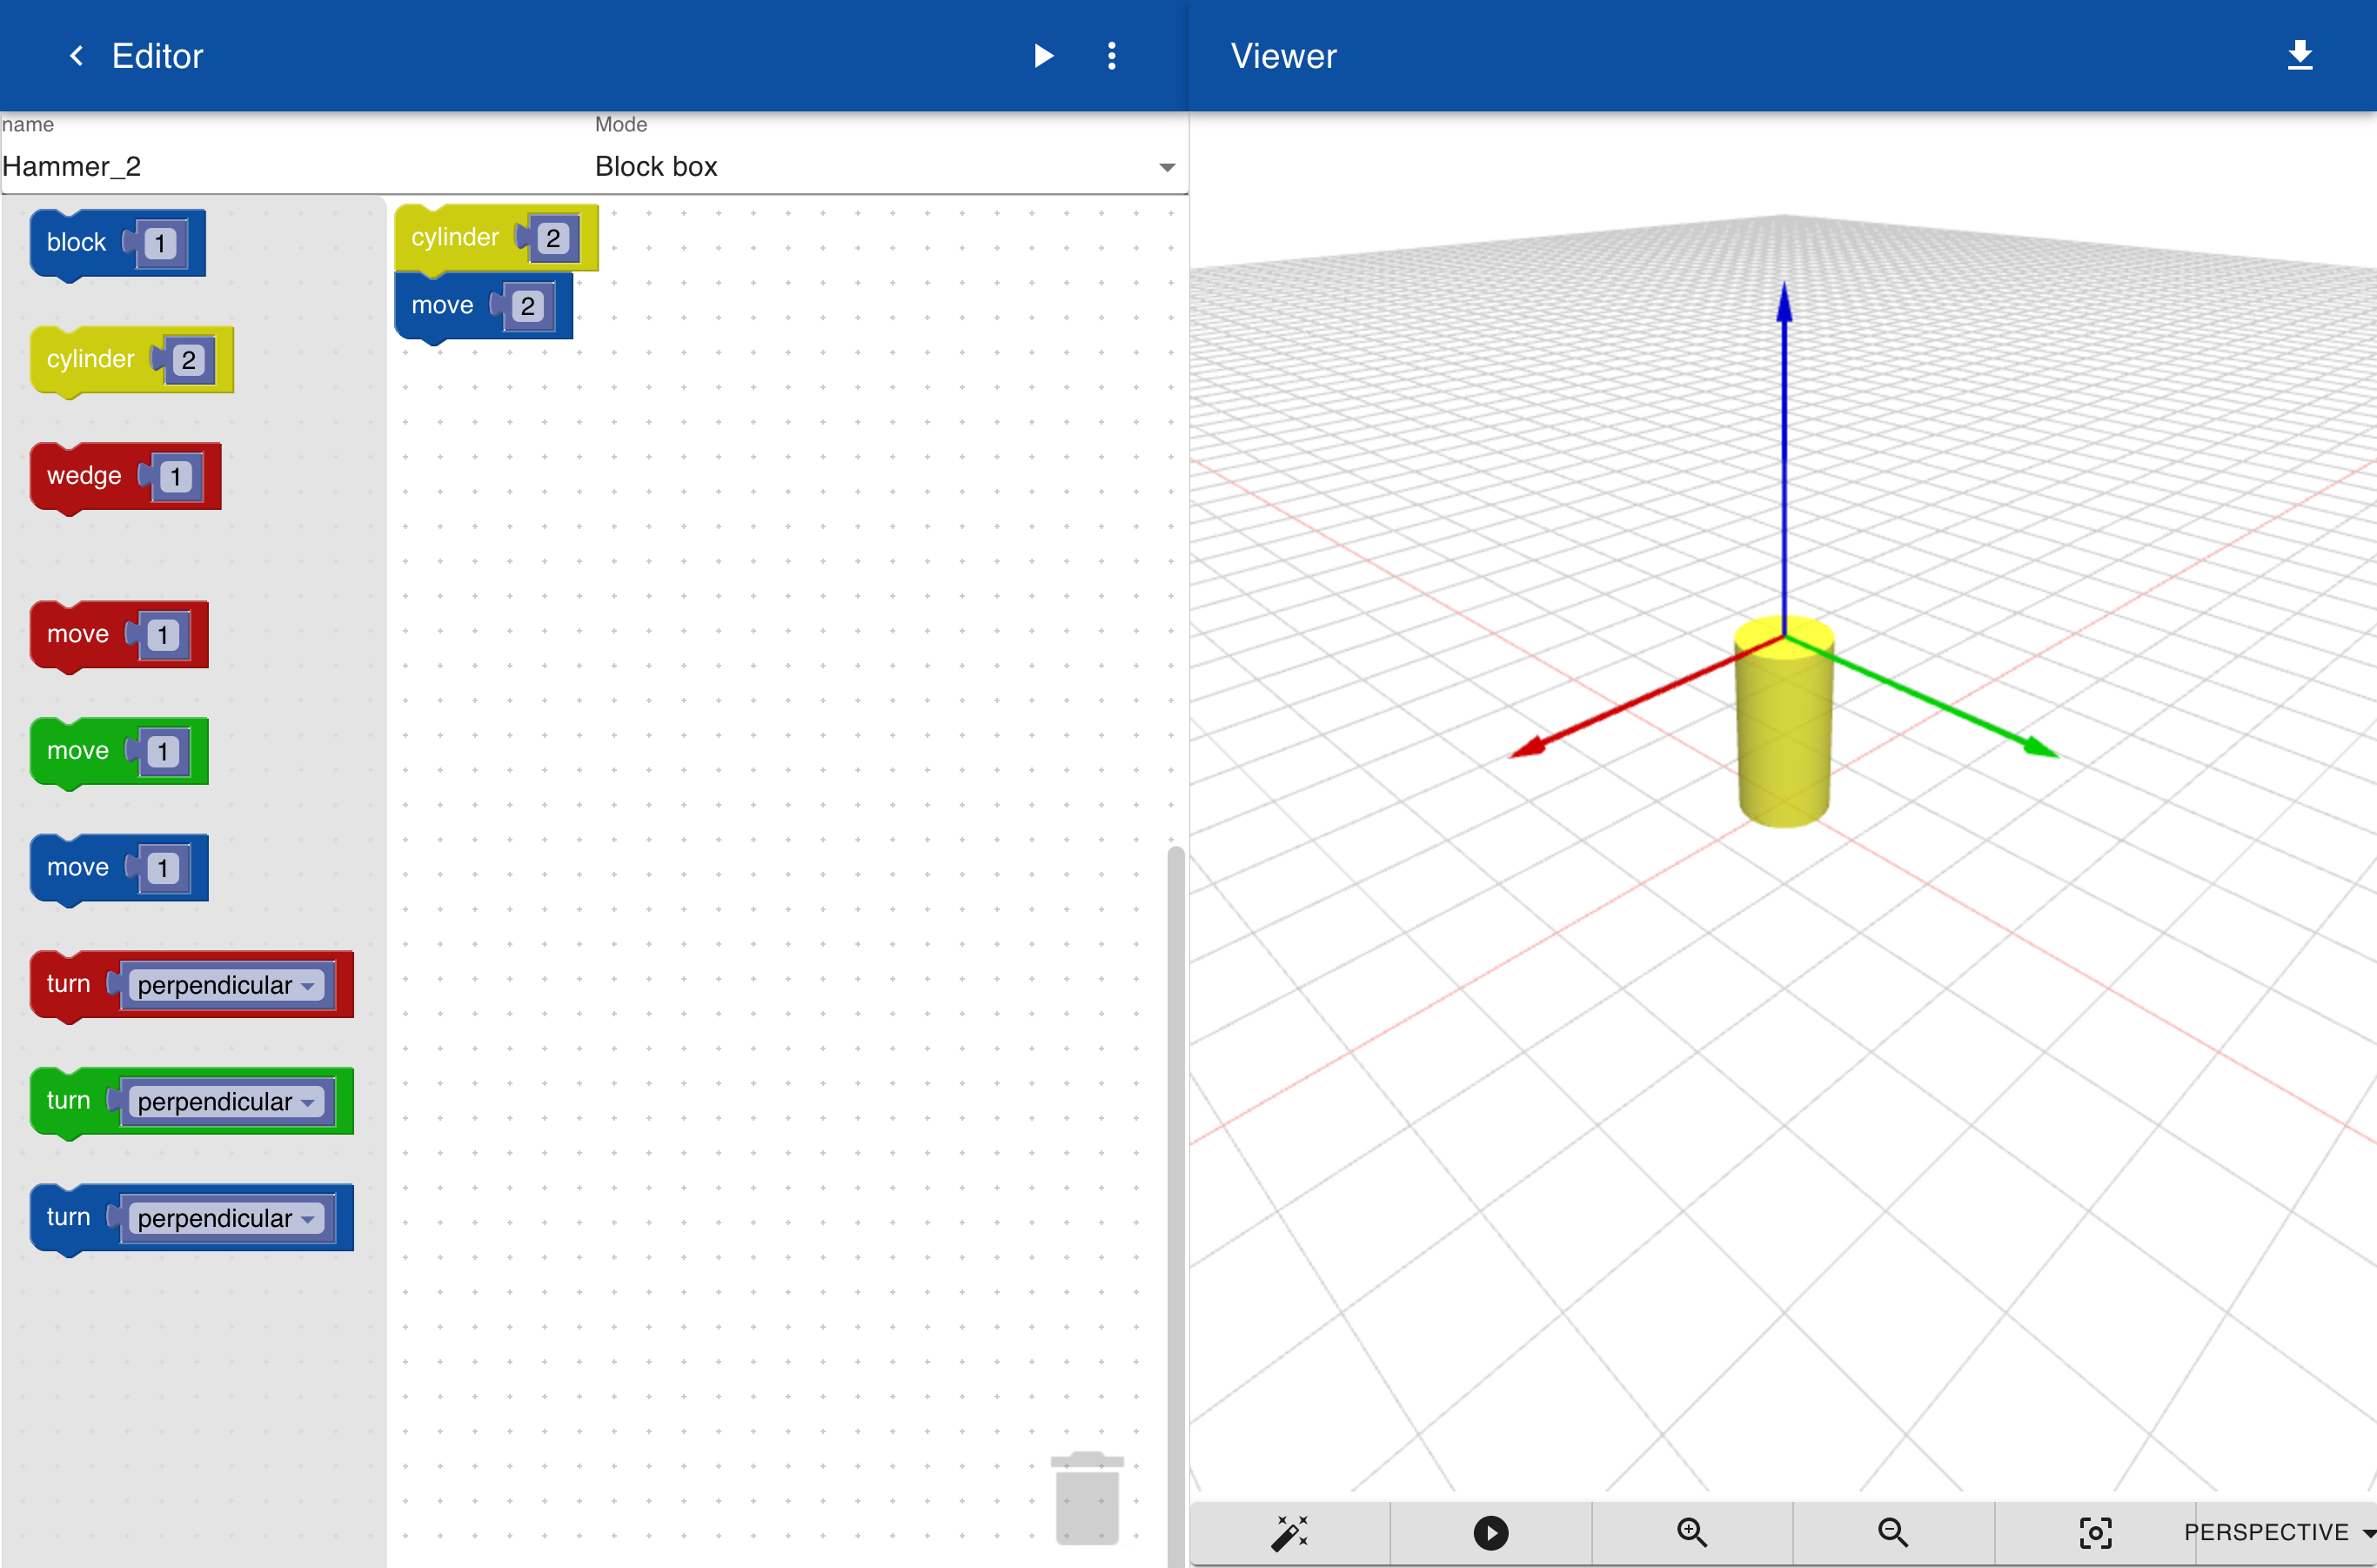 Editor
Viewer
name
Mode
Hammer_2
Block box
block 1
cylinder 2
wedge 1
move 1
move 1
move 1
turn perpendicular
turn perpendicular
turn perpendicular
cylinder 2
move 2
PERSPECTIVE